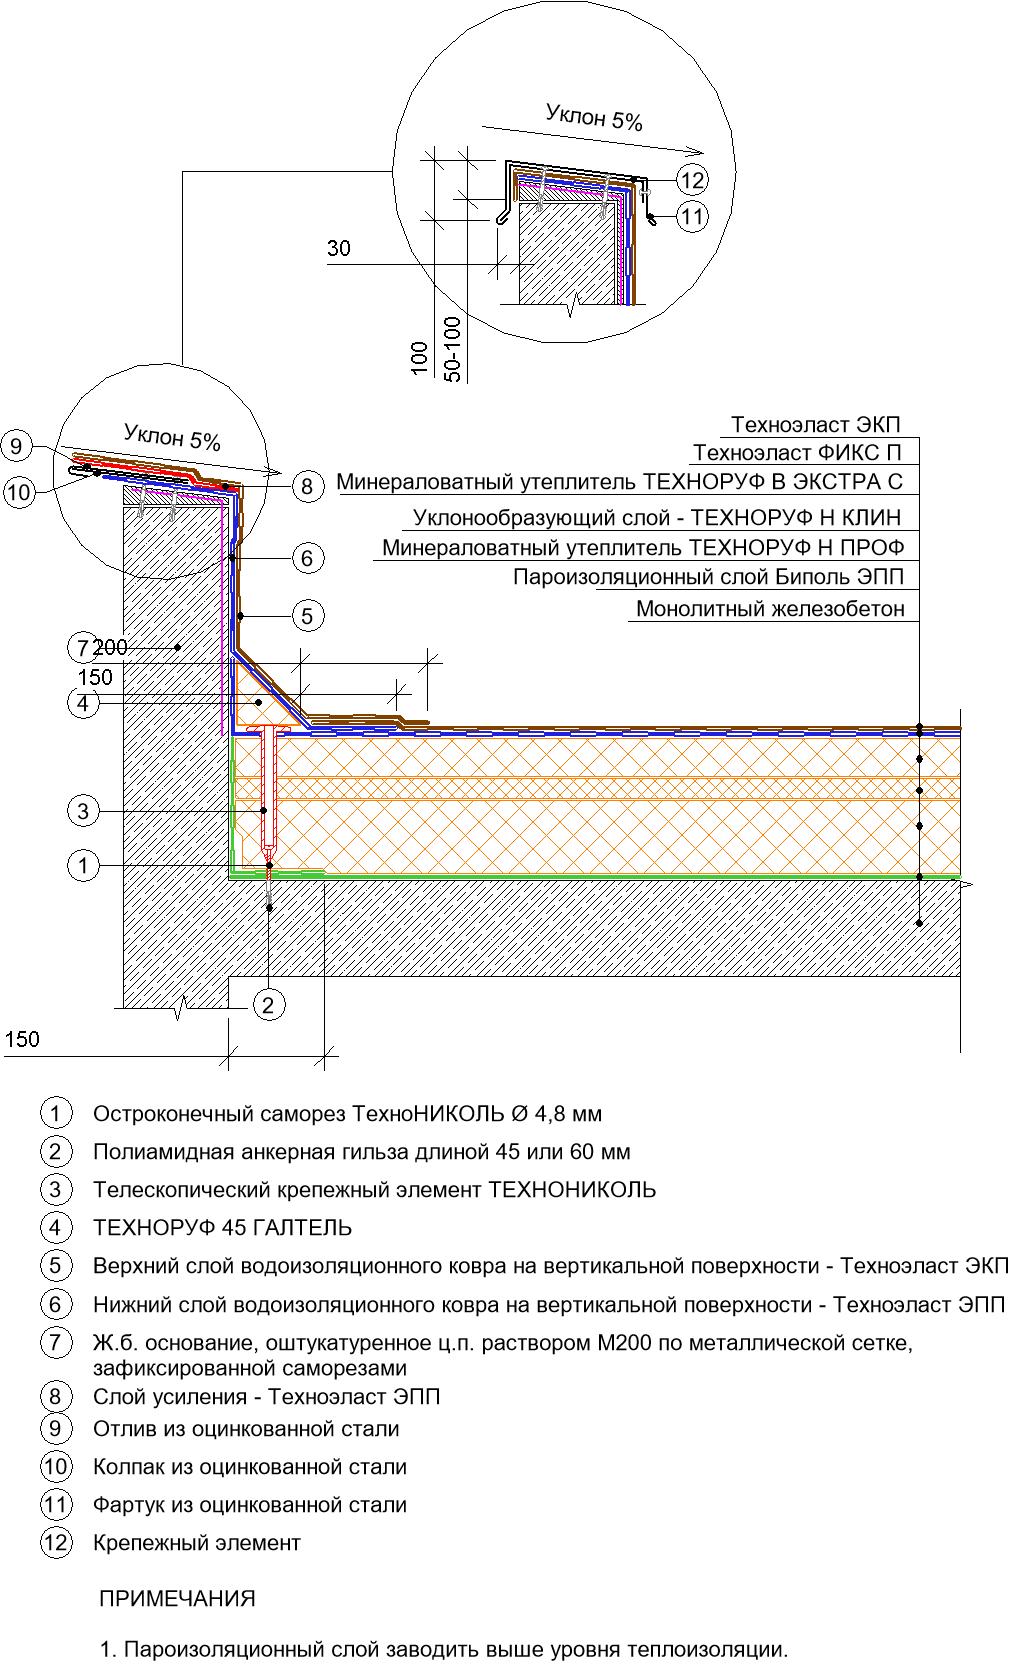 Уклон 5%
12
11
30
100
50-100
9
Уклон 5%
10
8
Техноэласт ЭКП
Техноэласт ФИКС П
Минераловатный утеплитель ТЕХНОРУФ В ЭКСТРА С
Уклонообразующий слой - ТЕХНОРУФ Н КЛИН
Минераловатный утеплитель ТЕХНОРУФ Н ПРОФ
Пароизоляционный слой Биполь ЭПП
Монолитный железобетон
6
5
7
200
150
4
3
1
2
150
1 Остроконечный саморез ТехноНИКОЛЬ Ø 4,8 мм
2 Полиамидная анкерная гильза длиной 45 или 60 мм
3 Телескопический крепежный элемент ТЕХНОНИКОЛЬ
4 ТЕХНОРУФ 45 ГАЛТЕЛЬ
5 Верхний слой водоизоляционного ковра на вертикальной поверхности - Техноэласт ЭКП
6 Нижний слой водоизоляционного ковра на вертикальной поверхности - Техноэласт ЭПП
7 Ж.б. основание, оштукатуренное ц.п. раствором М200 по металлической сетке,
зафиксированной саморезами
8 Слой усиления - Техноэласт ЭПП
9 Отлив из оцинкованной стали
10 Колпак из оцинкованной стали
11 Фартук из оцинкованной стали
12 Крепежный элемент
ПРИМЕЧАНИЯ
1. Пароизоляционный слой заводить выше уровня теплоизоляции.